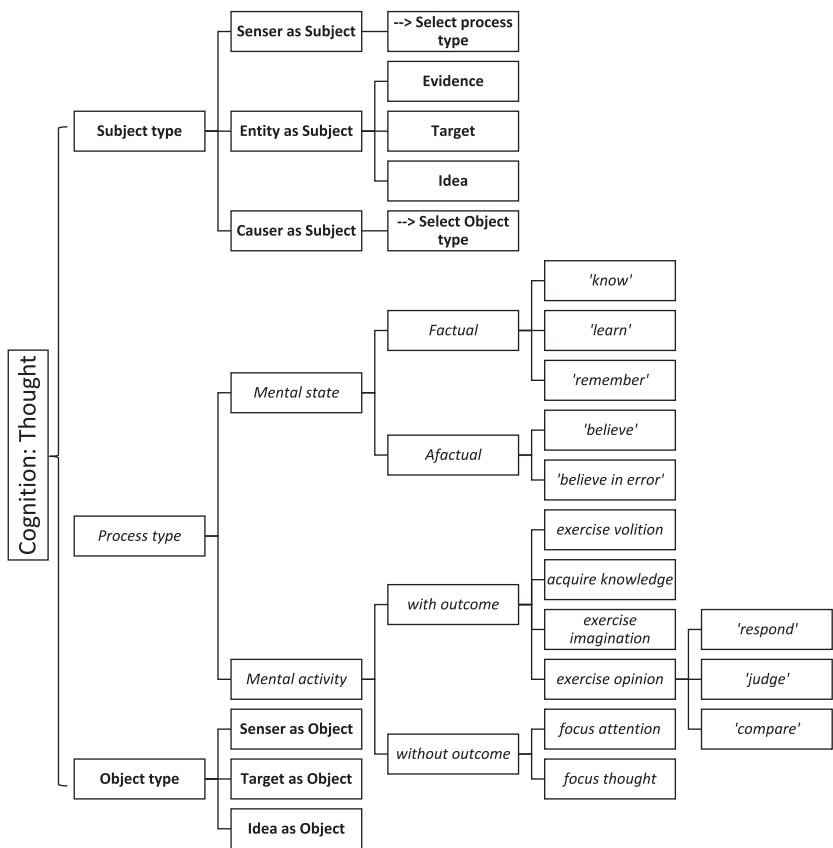 Cognition: Thought
Subject type
Senser as Subject
--> Select process
type
Entity as Subject
Evidence
Target
Idea
Causer as Subject
--> Select Object
type
Process type
Mental state
Factual
'know'
'learn'
'remember'
Afactual
'believe'
'believe in error'
Mental activity
with outcome
exercise volition
acquire knowledge
exercise
imagination
exercise opinion
'respond'
'judge'
'compare'
without outcome
focus attention
focus thought
Object type
Senser as Object
Target as Object
Idea as Object